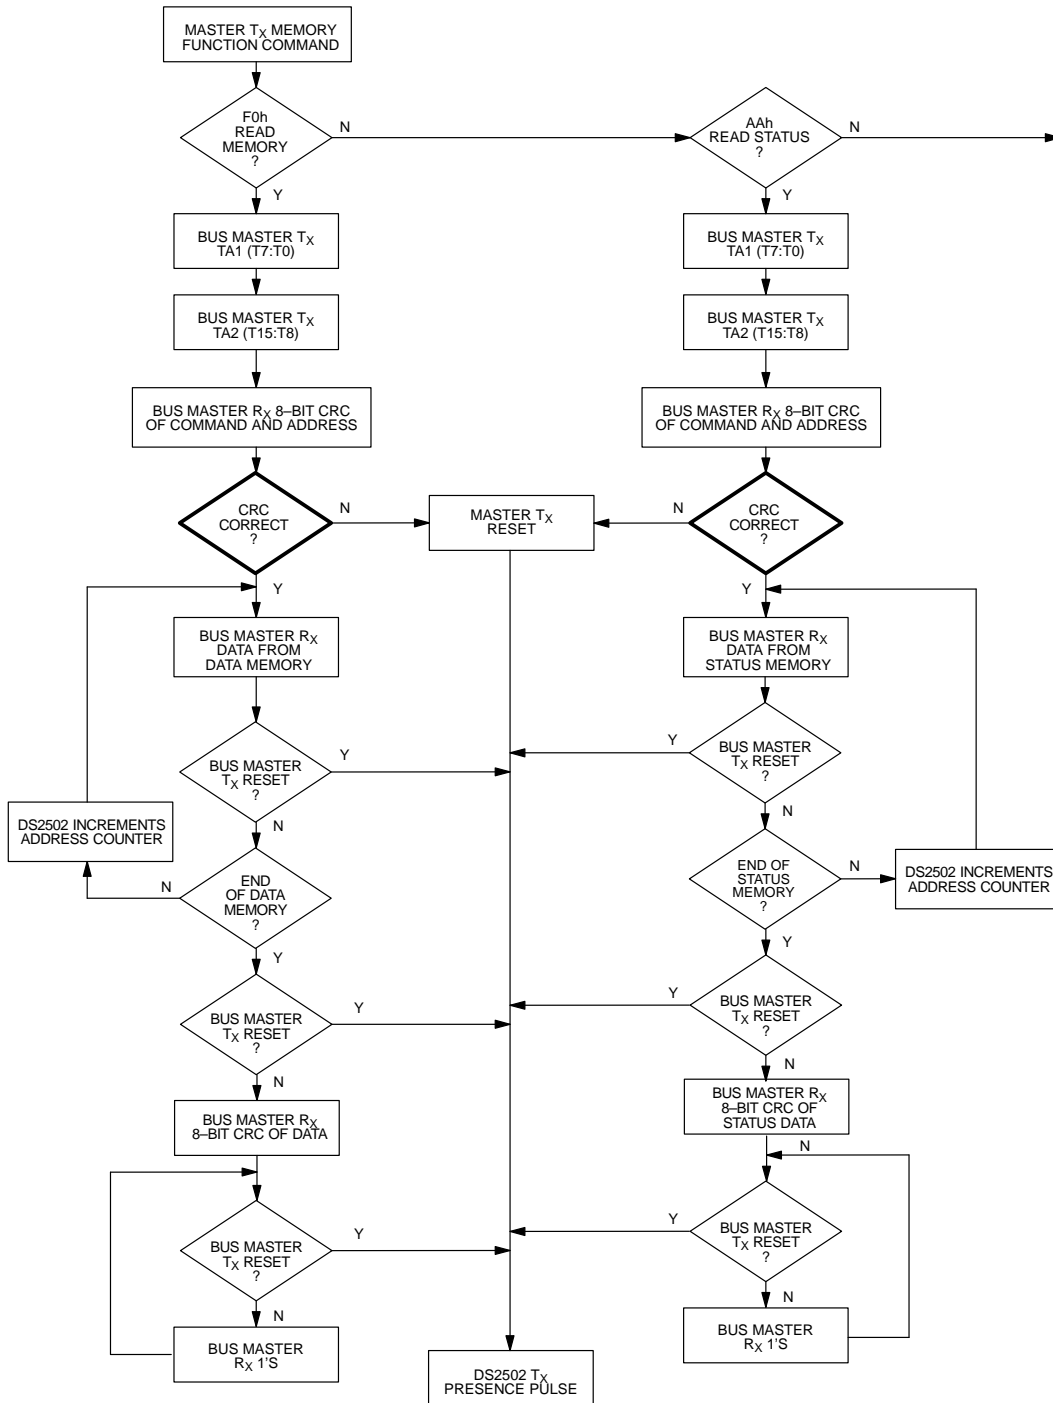 MASTER TX MEMORY
FUNCTION COMMAND
F0h
READ
MEMORY
?
N
Y
AAh
READ STATUS
?
N
Y
BUS MASTER TX
TA1 (T7:T0)
BUS MASTER TX
TA1 (T7:T0)
BUS MASTER TX
TA2 (T15:T8)
BUS MASTER TX
TA2 (T15:T8)
BUS MASTER RX 8–BIT CRC
OF COMMAND AND ADDRESS
BUS MASTER RX 8–BIT CRC
OF COMMAND AND ADDRESS
CRC
CORRECT
?
N
Y
MASTER TX
RESET
N
CRC
CORRECT
?
Y
BUS MASTER RX
DATA FROM
DATA MEMORY
BUS MASTER RX
DATA FROM
STATUS MEMORY
BUS MASTER
TX RESET
?
Y
N
Y
BUS MASTER
TX RESET
?
N
DS2502 INCREMENTS
ADDRESS COUNTER
N
END
OF DATA
MEMORY
?
Y
END OF
STATUS
MEMORY
?
N
Y
DS2502 INCREMENTS
ADDRESS COUNTER
BUS MASTER
TX RESET
?
Y
N
Y
BUS MASTER
TX RESET
?
N
BUS MASTER RX
8–BIT CRC OF DATA
BUS MASTER RX
8–BIT CRC OF
STATUS DATA
N
BUS MASTER
TX RESET
?
Y
N
Y
BUS MASTER
TX RESET
?
N
BUS MASTER
RX 1'S
BUS MASTER
RX 1'S
DS2502 TX
PRESENCE PULSE